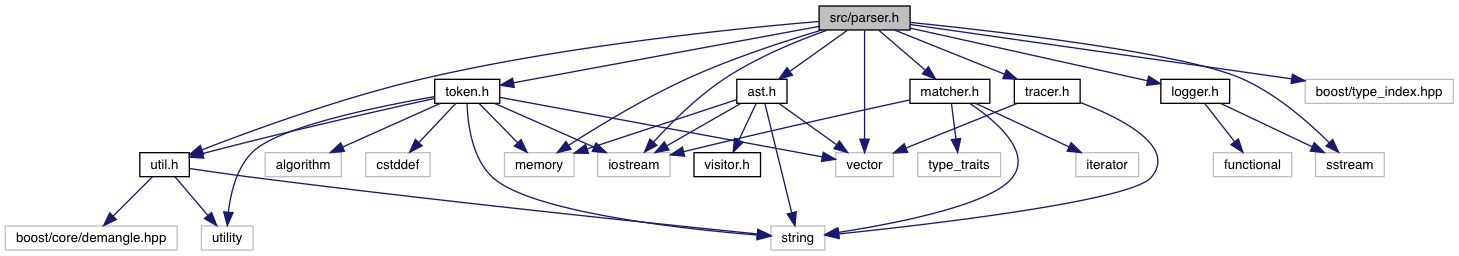 src/parser.h
token.h
ast.h
matcher.h
tracer.h
logger.h
boost/type_index.hpp
util.h
algorithm
cstddef
memory
iostream
visitor.h
vector
type_traits
iterator
functional
sstream
boost/core/demangle.hpp
utility
string